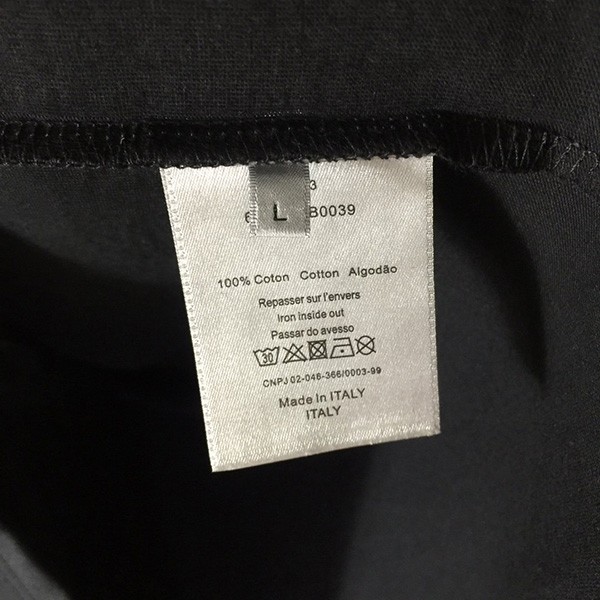 3
L B0039
100% Coton Cotton Algodão
Repasser sur l'envers
Iron inside out
Passar do avesso
30
CNPJ 02-046-366/0003-99
Made In ITALY
ITALY